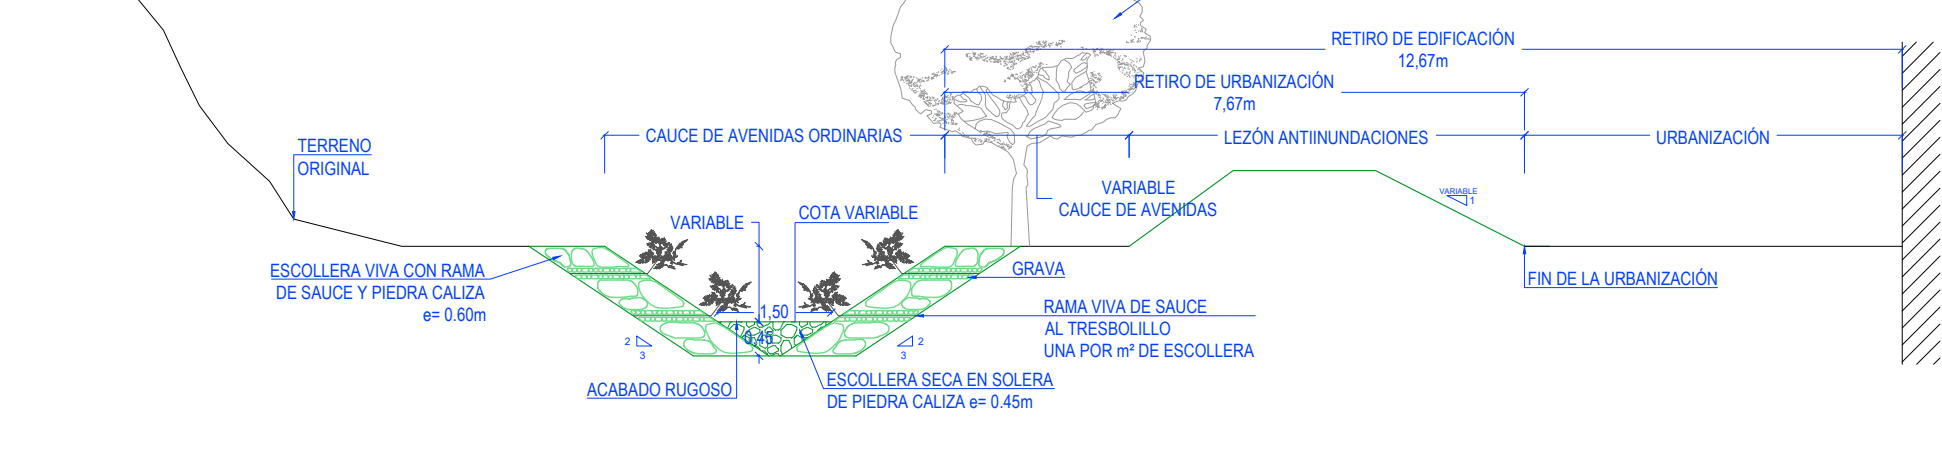 RETIRO DE EDIFICACIÓN
12,67m
RETIRO DE URBANIZACIÓN
7,67m
CAUCE DE AVENIDAS ORDINARIAS
LEZÓN ANTIINUNDACIONES
URBANIZACIÓN
TERRENO
ORIGINAL
VARIABLE
CAUCE DE AVENIDAS
VARIABLE
1
VARIABLE
COTA VARIABLE
ESCOLLERA VIVA CON RAMA
DE SAUCE Y PIEDRA CALIZA
e= 0.60m
GRAVA
FIN DE LA URBANIZACIÓN
1,50
0,45
RAMA VIVA DE SAUCE
AL TRESBOLILLO
UNA POR m² DE ESCOLLERA
2
3
2
3
ACABADO RUGOSO
ESCOLLERA SECA EN SOLERA
DE PIEDRA CALIZA e= 0.45m